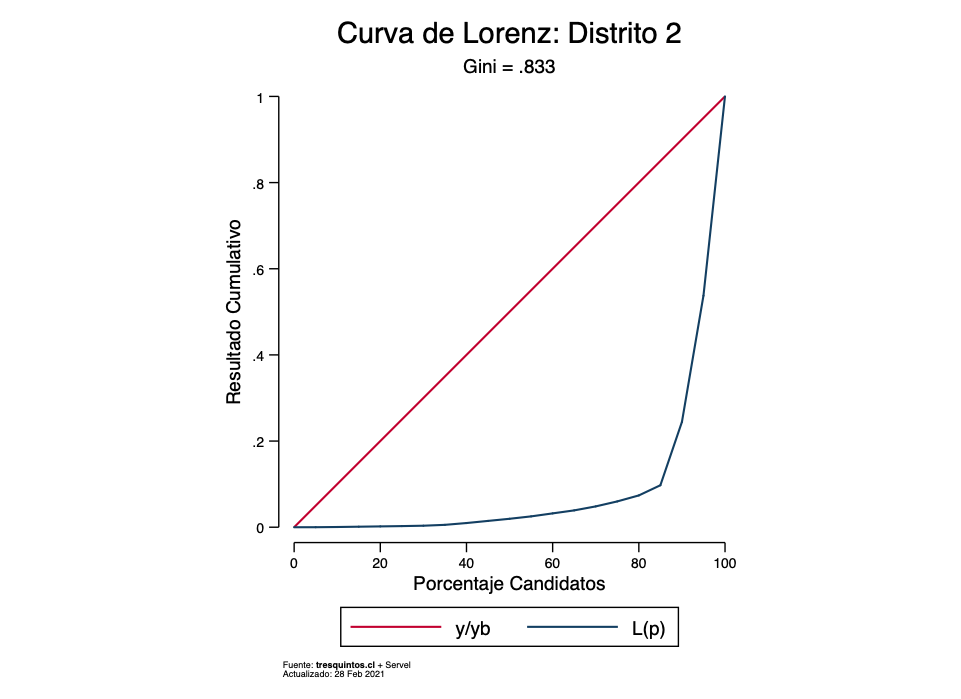 Curva de Lorenz: Distrito 2
Gini = .833
Resultado Cumulativo
1
.8
.6
.4
.2
0
0 20 40 60 80 100
Porcentaje Candidatos
y/yb L(p)
Fuente: tresquintos.cl + Servel
Actualizado: 28 Feb 2021